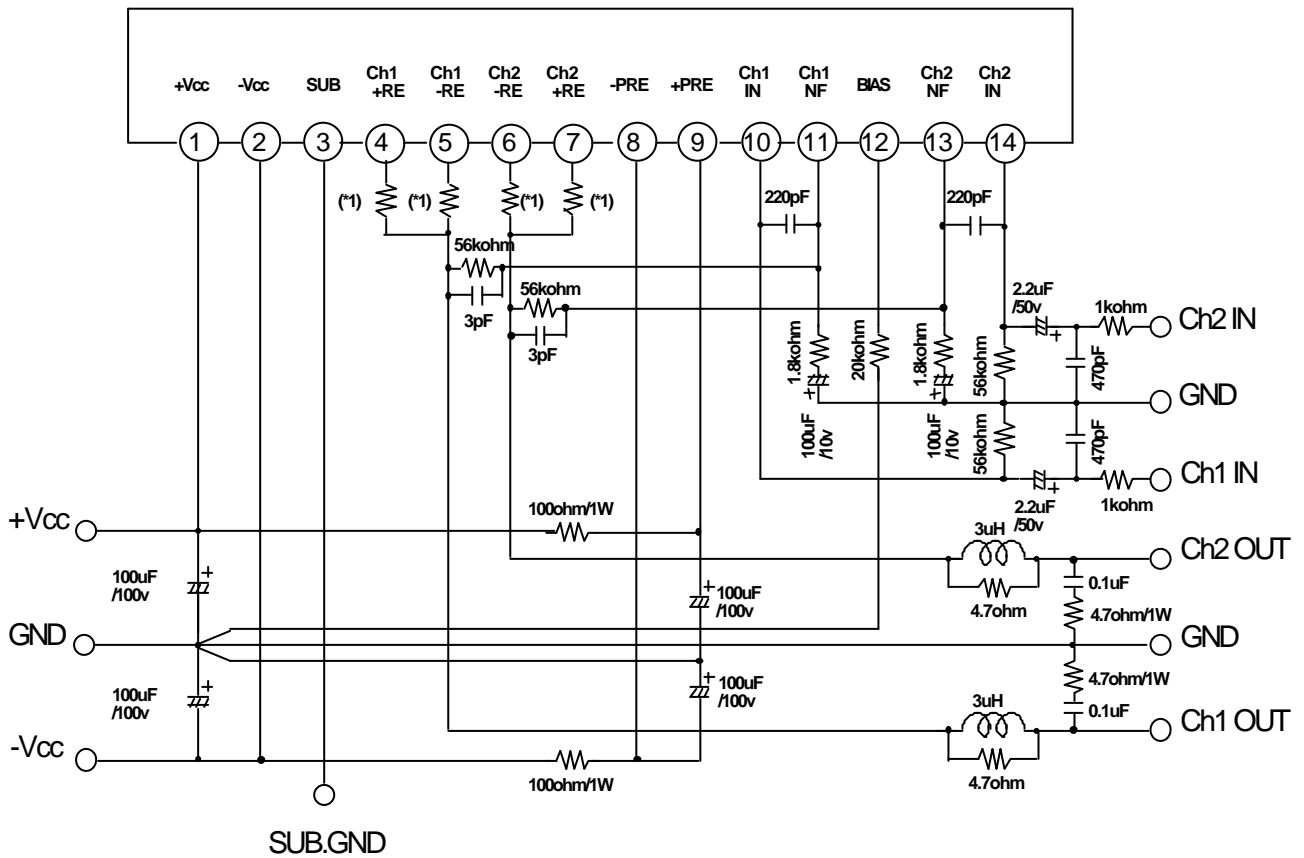 +Vcc -Vcc SUB Ch1 +RE Ch1 -RE Ch2 -RE Ch2 +RE -PRE +PRE Ch1 IN Ch1 NF BIAS Ch2 NF Ch2 IN
1 2 3 4 5 6 7 8 9 10 11 12 13 14
(*1) (*1) (*1) (*1)
220pF 220pF
56kohm
3pF
56kohm
3pF
2.2uF /50v
1kohm
Ch2 IN
1.8kohm
20kohm
1.8kohm
56kohm
470pF
GND
100uF /10v
100uF /10v
56kohm
470pF
Ch1 IN
2.2uF /50v
1kohm
+Vcc
100ohm/1W
3uH
Ch2 OUT
100uF /100v
+
100uF /100v
+
4.7ohm
0.1uF
4.7ohm/1W
GND
GND
100uF /100v
+
100uF /100v
+
4.7ohm/1W
3uH
0.1uF
Ch1 OUT
-Vcc
100ohm/1W
4.7ohm
SUB.GND